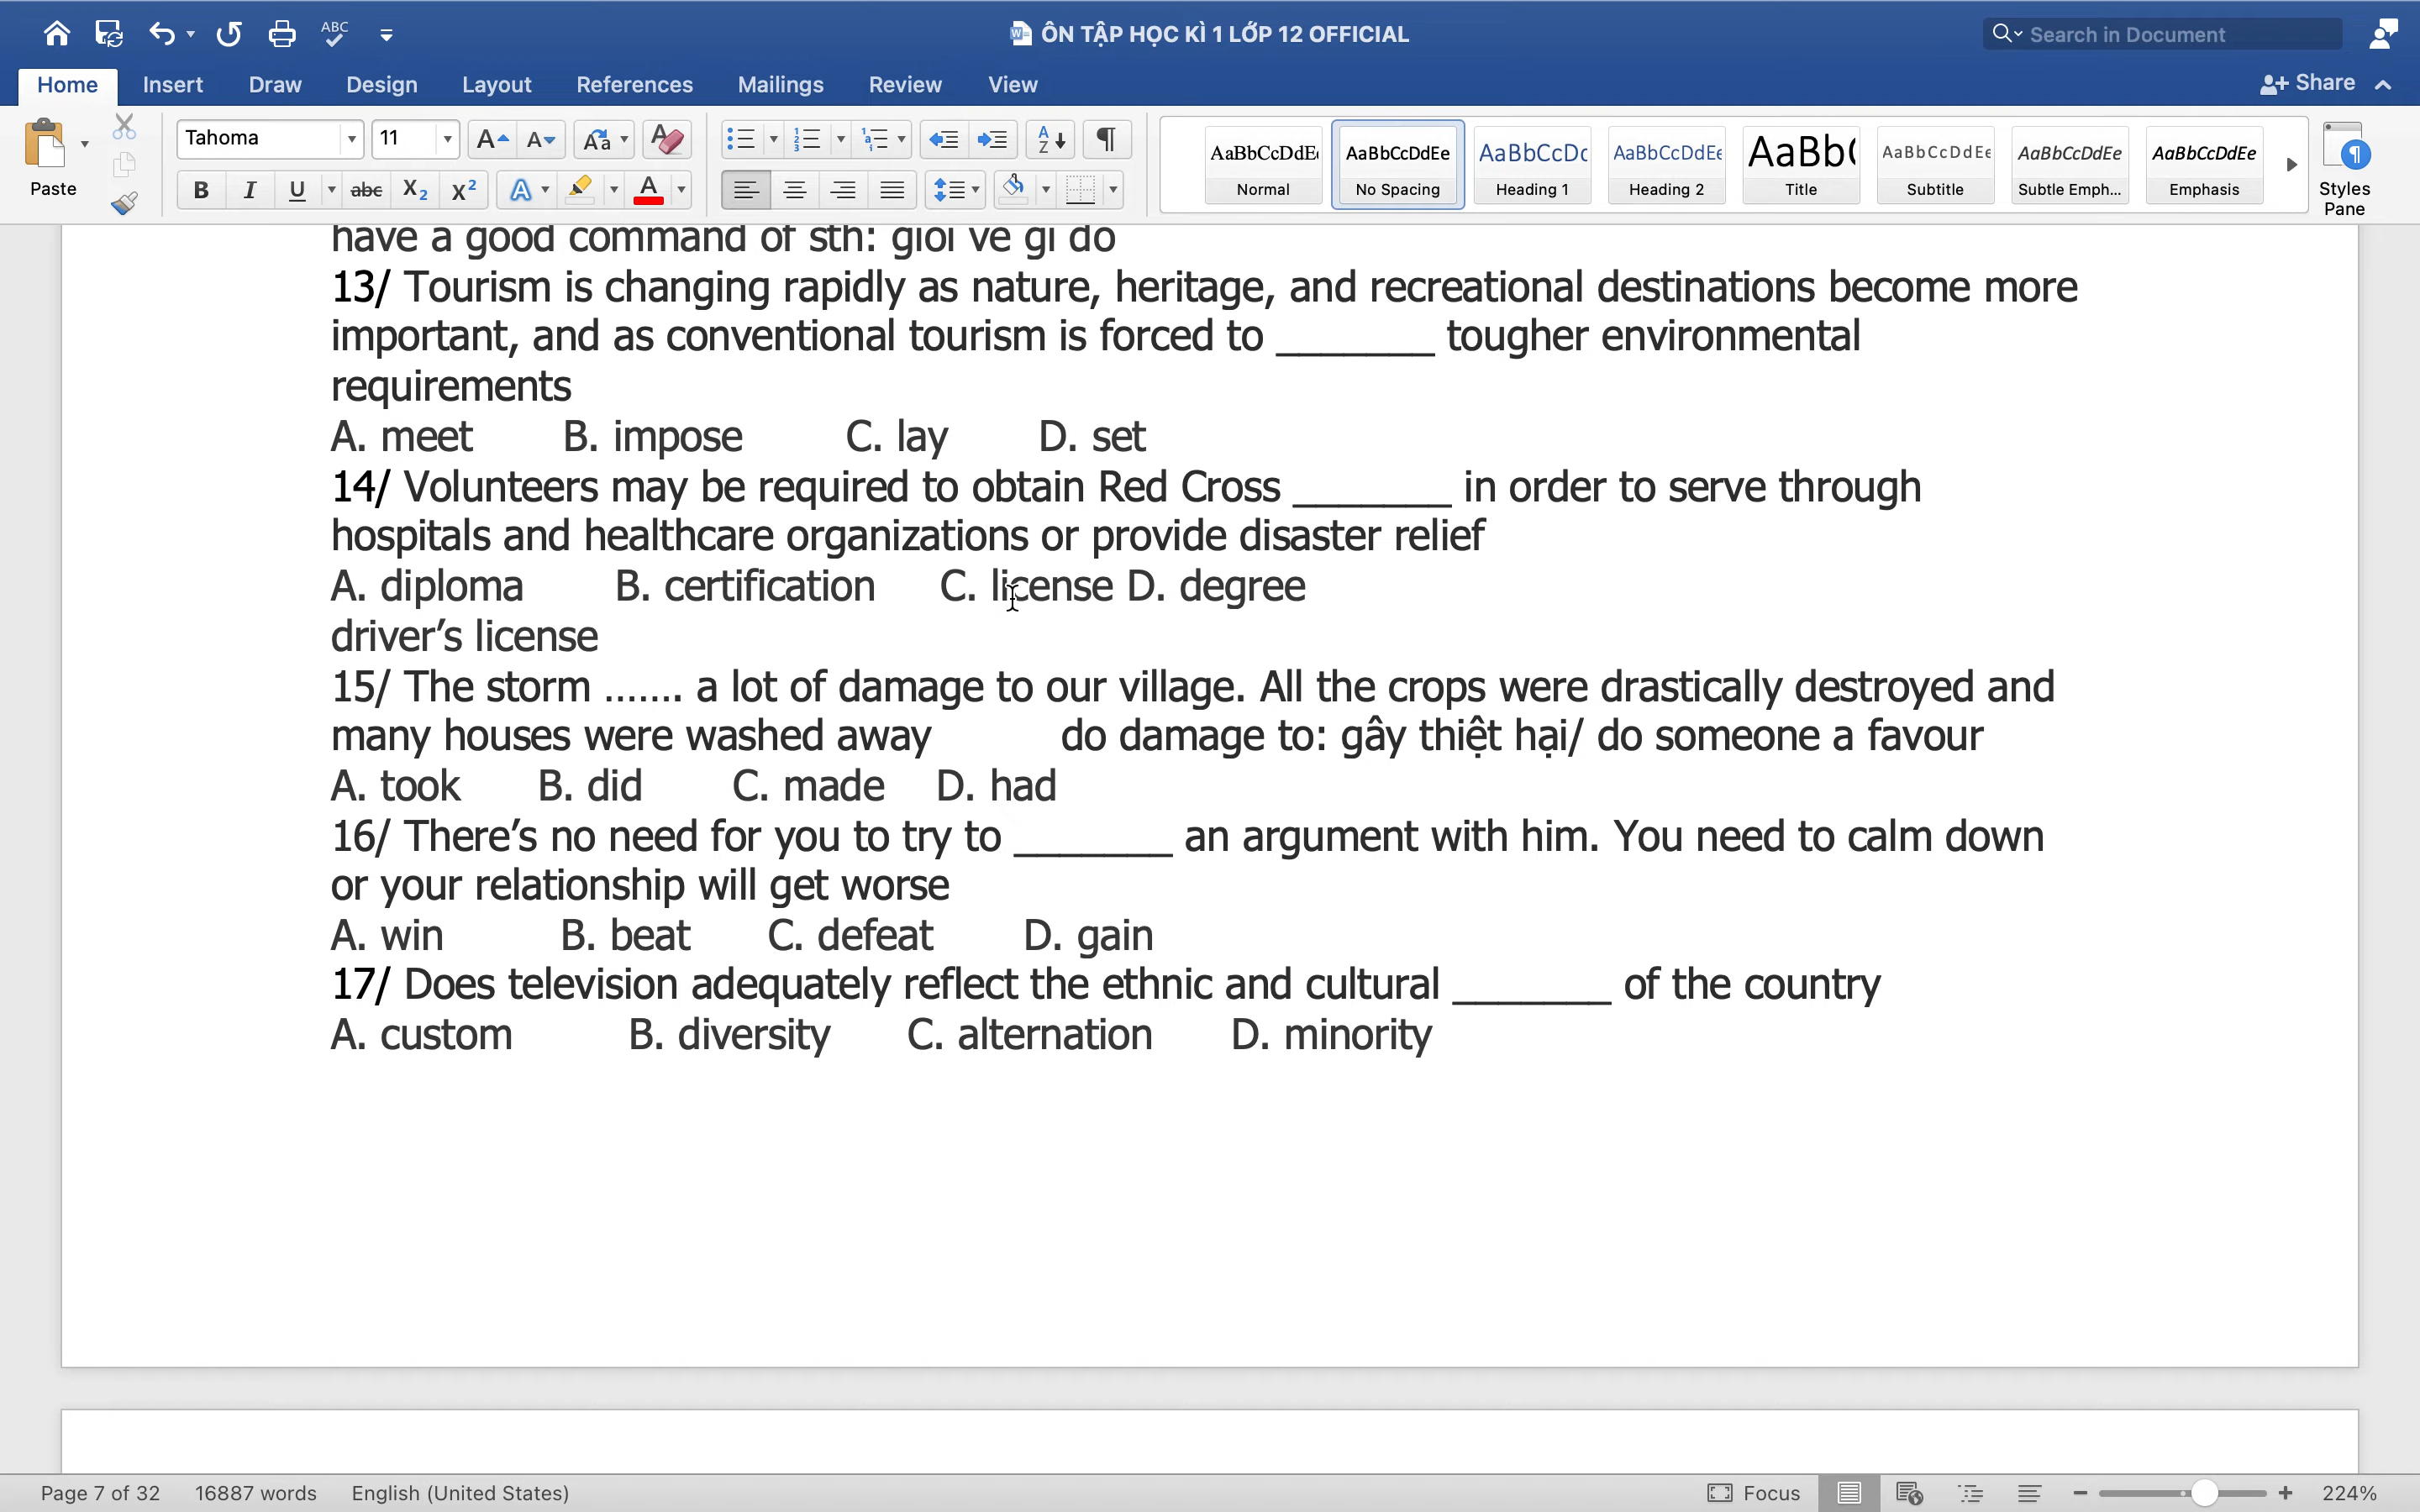 ABC
ÔN TẬP HỌC KÌ 1 LỚP 12 OFFICIAL
Search in Document
Home Insert Draw Design Layout References Mailings Review View Share
Paste Tahoma 11 A A Aa A AaBbCcDdEe AaBbCcDdEe AaBbCcDc AaBbCcDdEe AaBb( AaBbCcDdEe AaBbCcDdEe AaBbCcDdEe
B I U abc X₂ X² A A Normal No Spacing Heading 1 Heading 2 Title Subtitle Subtle Emph... Emphasis Styles Pane
have a good command of sth: giỏi về gì đó
13/ Tourism is changing rapidly as nature, heritage, and recreational destinations become more
important, and as conventional tourism is forced to _______ tougher environmental
requirements
A. meet B. impose C. lay D. set
14/ Volunteers may be required to obtain Red Cross _______ in order to serve through
hospitals and healthcare organizations or provide disaster relief
A. diploma B. certification C. license D. degree
driver’s license
15/ The storm ....... a lot of damage to our village. All the crops were drastically destroyed and
many houses were washed away do damage to: gây thiệt hại/ do someone a favour
A. took B. did C. made D. had
16/ There’s no need for you to try to _______ an argument with him. You need to calm down
or your relationship will get worse
A. win B. beat C. defeat D. gain
17/ Does television adequately reflect the ethnic and cultural _______ of the country
A. custom B. diversity C. alternation D. minority
Page 7 of 32 16887 words English (United States) Focus 224%